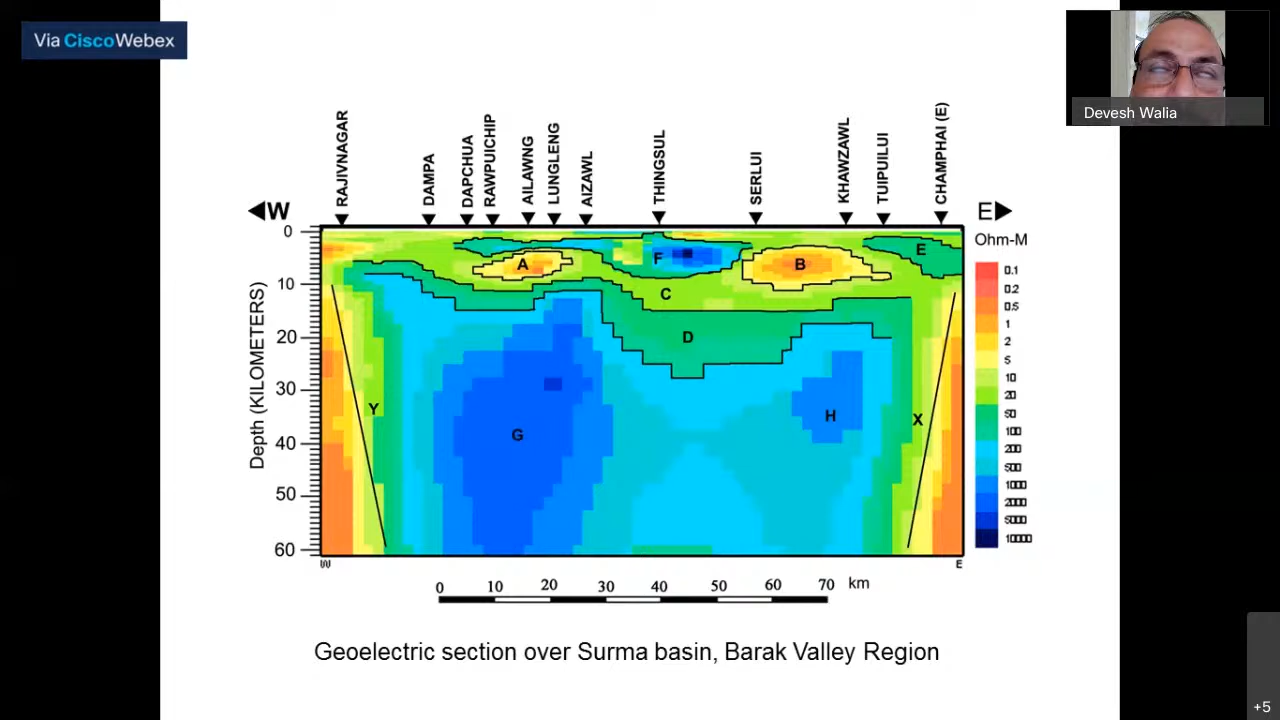 Via CiscoWebex
Devesh Walia
RAJIVNAGAR
DAMPA
DAPCHUA
RAWPUICHIP
AILAWNG
LUNGLENG
AIZAWL
THINGSUL
SERLUI
KHAWZAWL
TUIPUILUI
CHAMPHAI (E)
W
E
Ohm-M
0
10
20
30
40
50
60
Depth (KILOMETERS)
A
B
C
D
E
F
G
H
X
Y
0.1
0.2
0.5
1
2
5
10
20
50
100
200
500
1000
2000
5000
10000
W
E
0 10 20 30 40 50 60 70 km
Geoelectric section over Surma basin, Barak Valley Region
+5